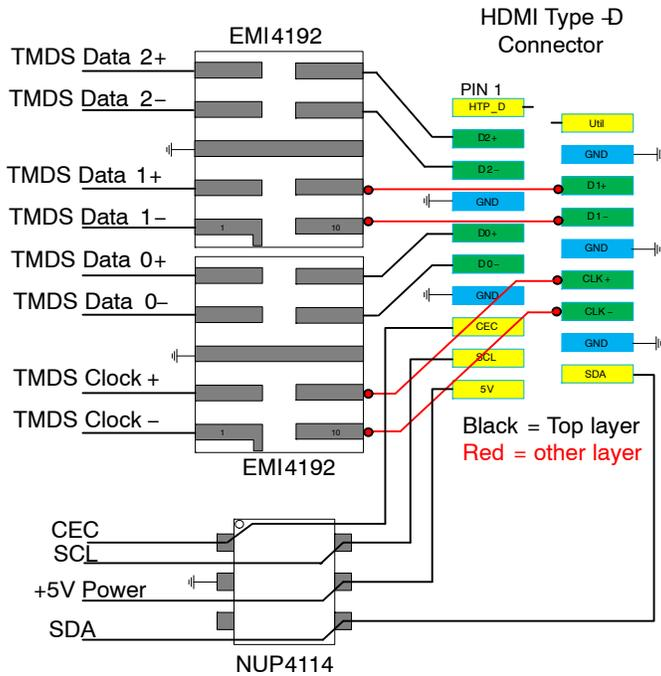 HDMI Type -D
Connector
EMI4192
TMDS Data 2+
TMDS Data 2-
TMDS Data 1+
TMDS Data 1-
1
10
TMDS Data 0+
TMDS Data 0-
TMDS Clock +
TMDS Clock -
1
10
EMI4192
PIN 1
HTP_D
D2+
D2-
GND
D0+
D0-
GND
CEC
SCL
5V
Util
GND
D1+
D1-
GND
CLK+
CLK-
GND
SDA
Black = Top layer
Red = other layer
CEC
SCL
+5V Power
SDA
NUP4114